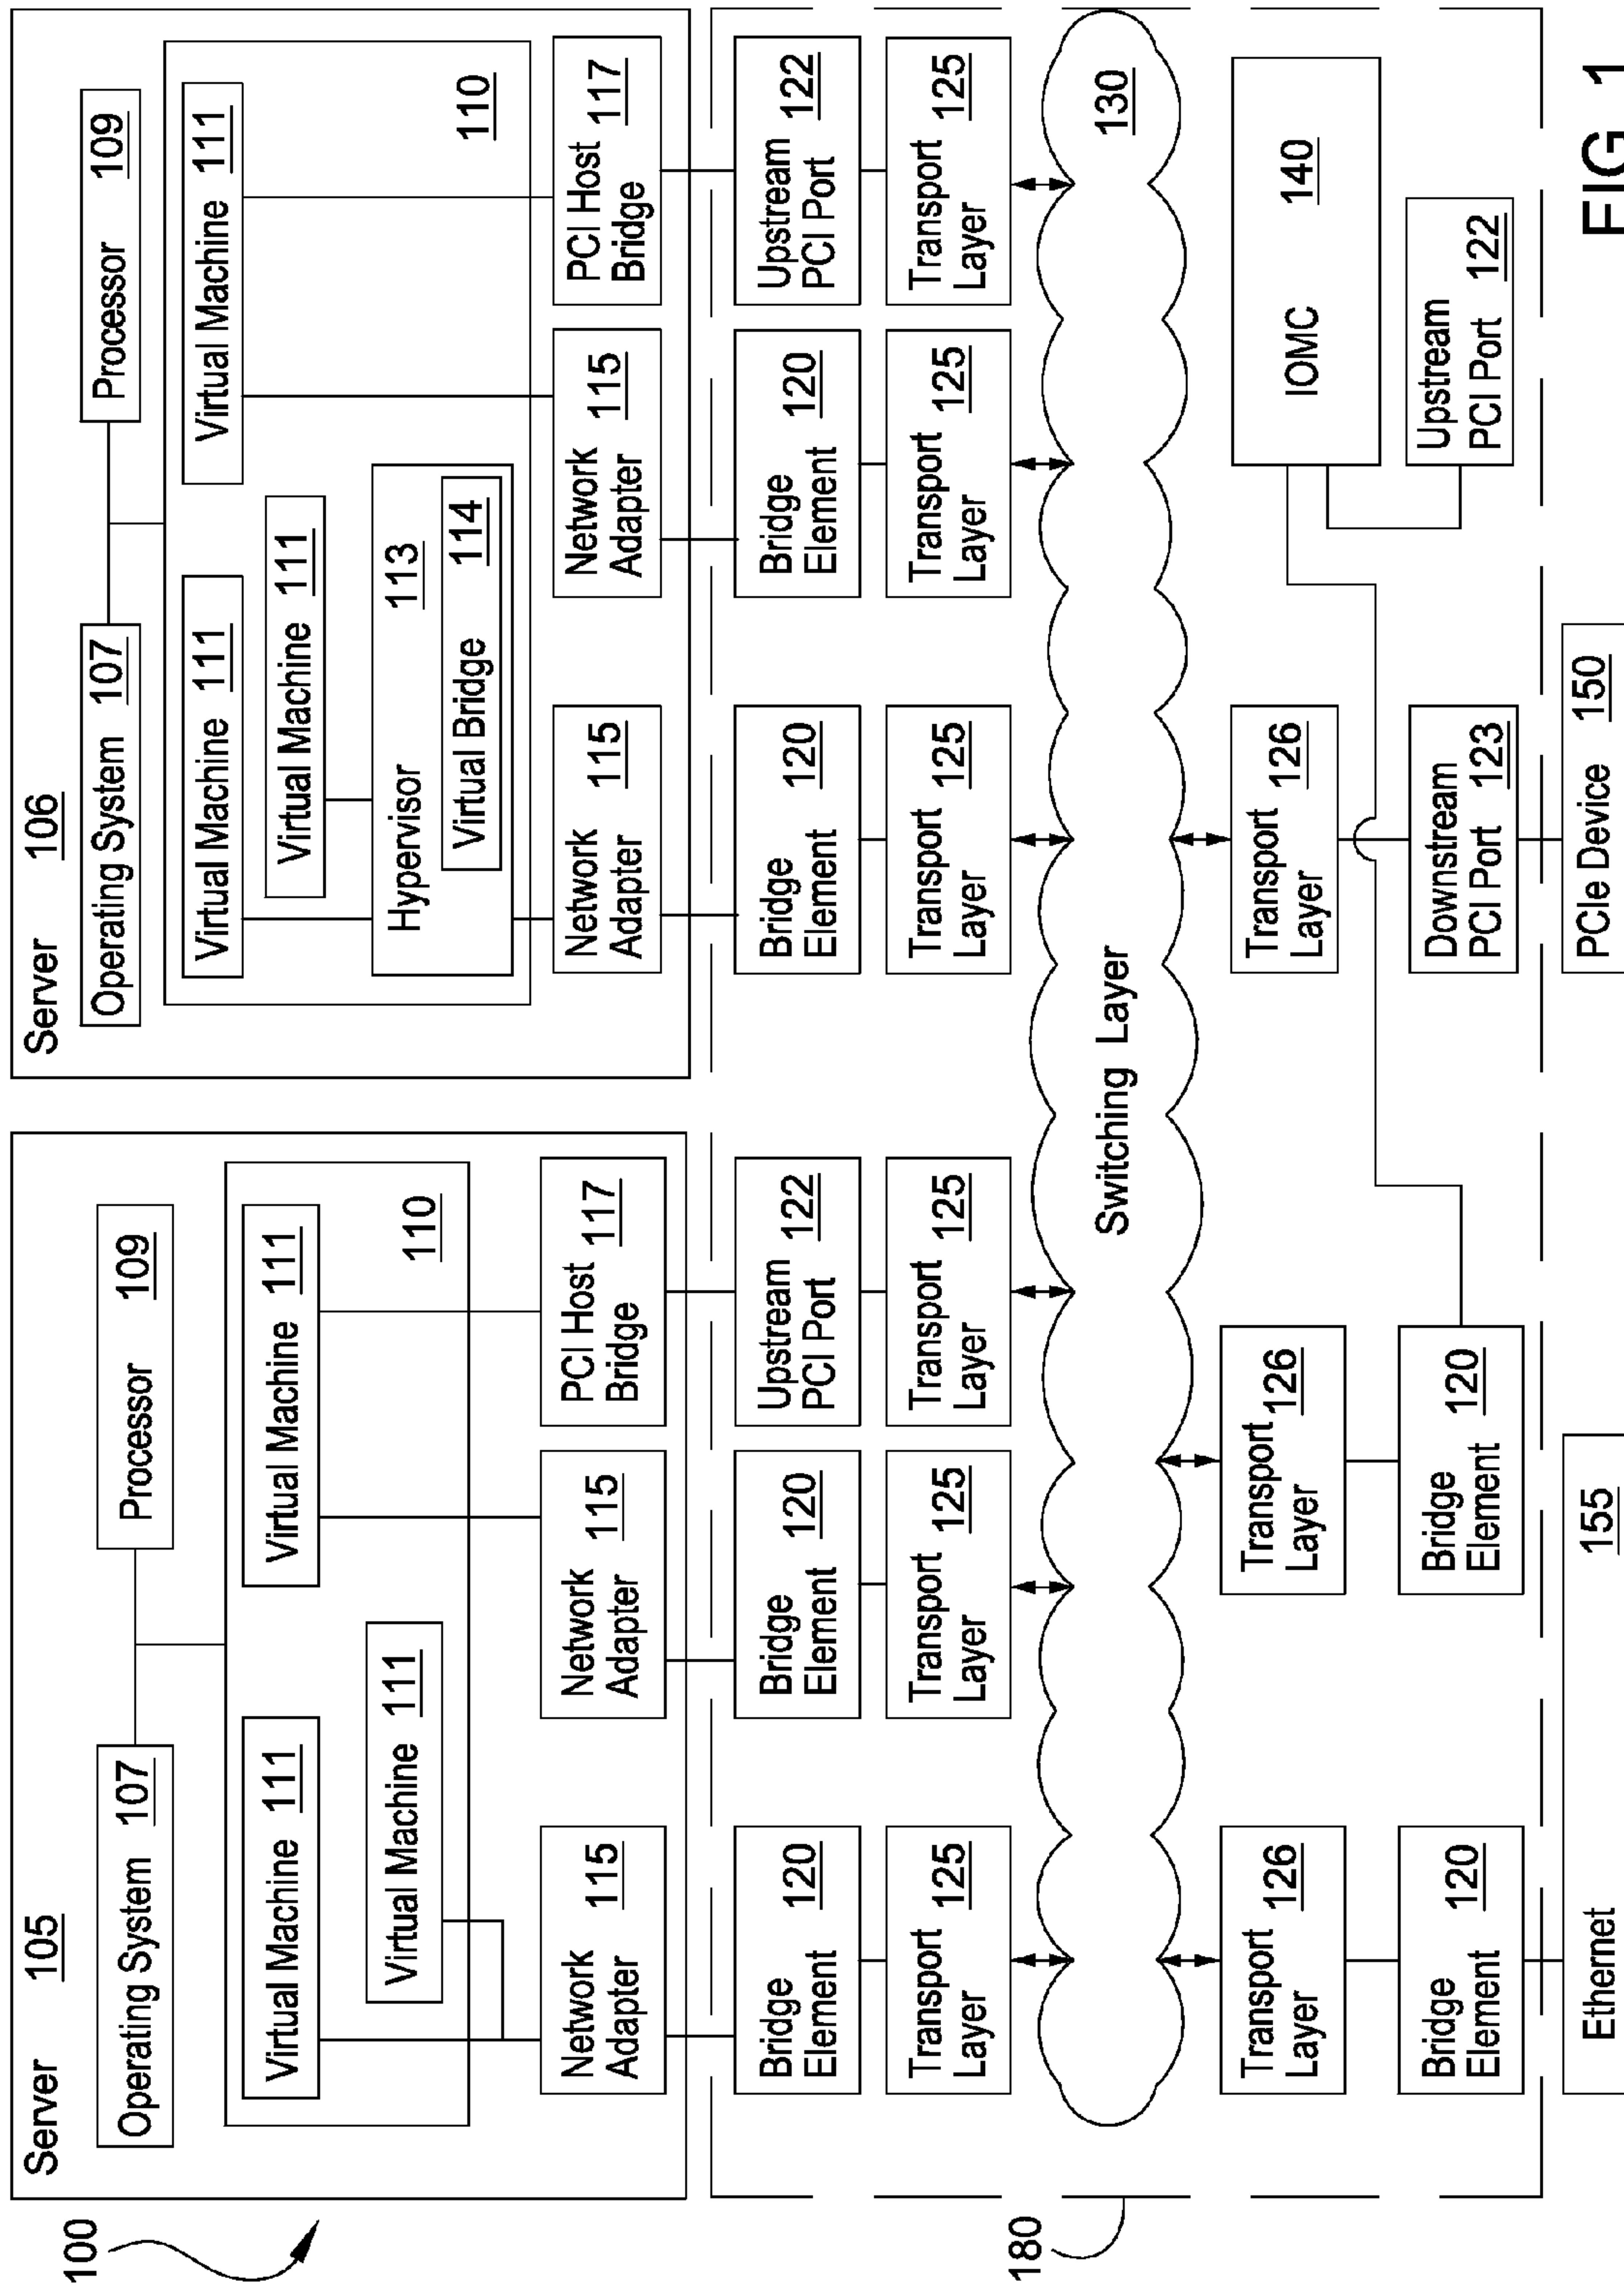 100
Server 105
Operating System 107
Processor 109
Virtual Machine 111
Virtual Machine 111
Virtual Machine 111
110
Network Adapter 115
Network Adapter 115
PCI Host Bridge 117
Server 106
Operating System 107
Processor 109
Virtual Machine 111
Virtual Machine 111
Virtual Machine 111
Hypervisor 113
Virtual Bridge 114
110
Network Adapter 115
Network Adapter 115
PCI Host Bridge 117
Bridge Element 120
Bridge Element 120
Upstream PCI Port 122
Bridge Element 120
Bridge Element 120
Upstream PCI Port 122
Transport Layer 125
Transport Layer 125
Transport Layer 125
Transport Layer 125
Transport Layer 125
Transport Layer 125
180
Switching Layer 130
Transport Layer 126
Transport Layer 126
Transport Layer 126
IOMC 140
Bridge Element 120
Bridge Element 120
Downstream PCI Port 123
Upstream PCI Port 122
Ethernet 155
PCIe Device 150
FIG 1